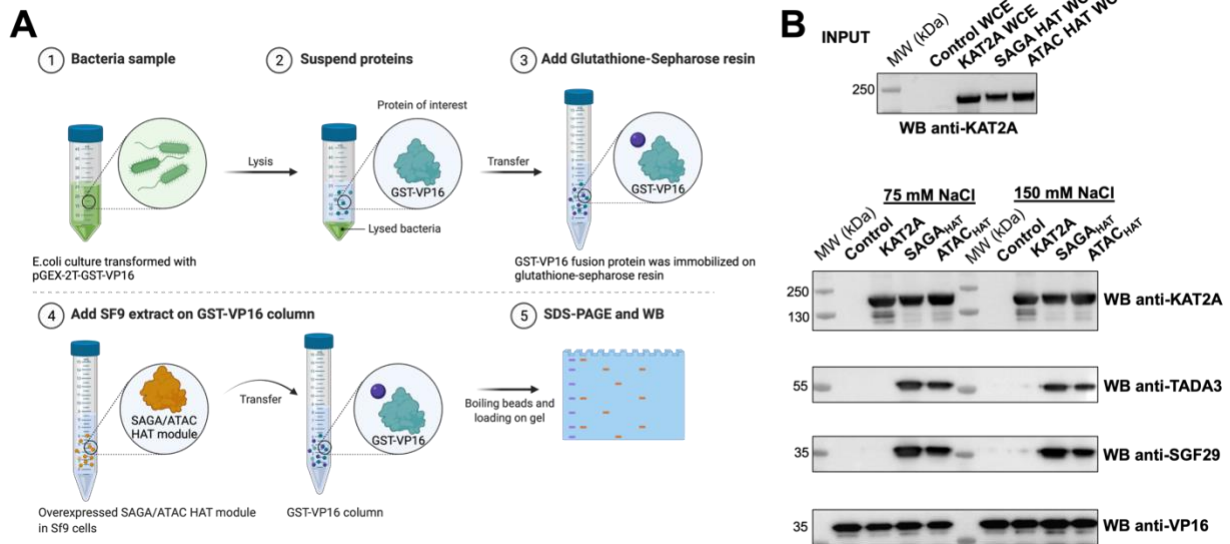 A
1 Bacteria sample
2 Suspend proteins
3 Add Glutathione-Sepharose resin
Protein of interest
GST-VP16
Lysis
Lysed bacteria
Transfer
GST-VP16
E.coli culture transformed with
pGEX-2T-GST-VP16
GST-VP16 fusion protein was immobilized on
glutathione-sepharose resin
4 Add SF9 extract on GST-VP16 column
5 SDS-PAGE and WB
SAGA/ATAC
HAT module
Transfer
GST-VP16
Boiling beads and
loading on gel
Overexpressed SAGA/ATAC HAT module
in Sf9 cells
GST-VP16 column
B
INPUT
MW (kDa)
Control WCE
KAT2A WCE
SAGA HAT WC
ATAC HAT WC
250
WB anti-KAT2A
75 mM NaCl
150 mM NaCl
MW (kDa)
Control
KAT2A
SAGAHAT
ATACHAT
MW (kDa)
Control
KAT2A
SAGAHAT
ATACHAT
250
130
WB anti-KAT2A
55
WB anti-TADA3
35
WB anti-SGF29
35
WB anti-VP16